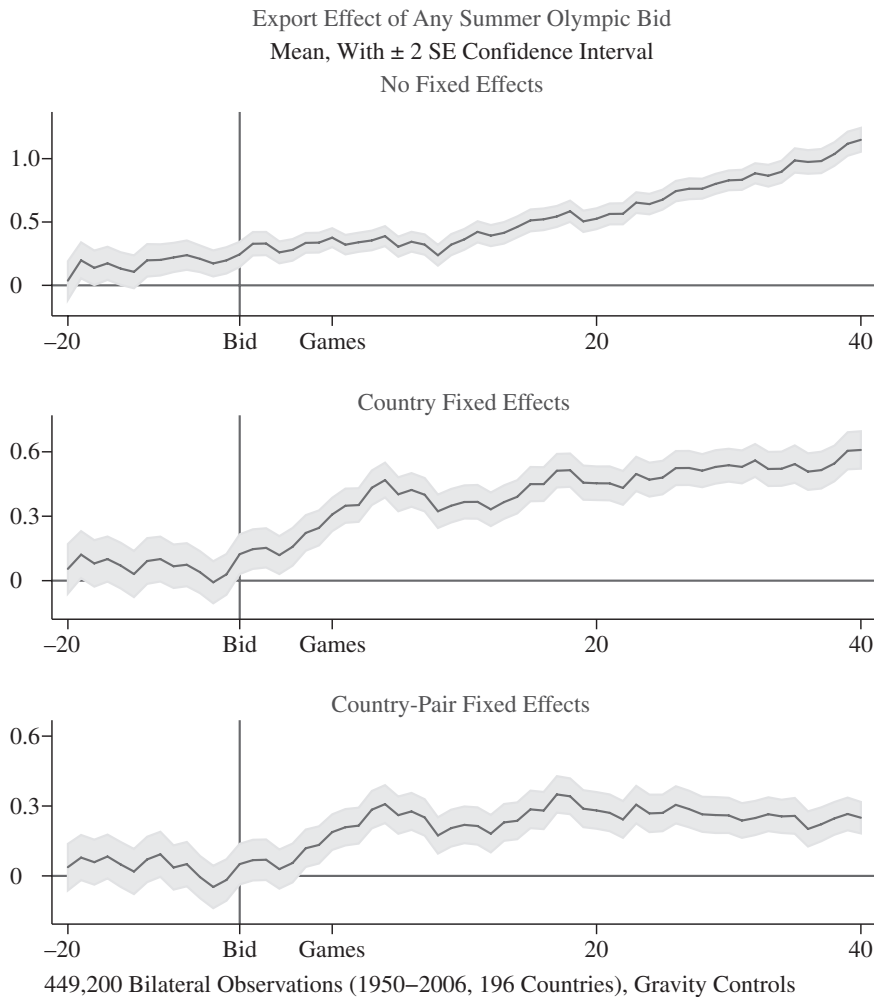 Export Effect of Any Summer Olympic Bid
Mean, With ± 2 SE Confidence Interval
No Fixed Effects
1.0
0.5
0
–20 Bid Games 20 40
Country Fixed Effects
0.6
0.3
0
–20 Bid Games 20 40
Country-Pair Fixed Effects
0.6
0.3
0
–20 Bid Games 20 40
449,200 Bilateral Observations (1950–2006, 196 Countries), Gravity Controls